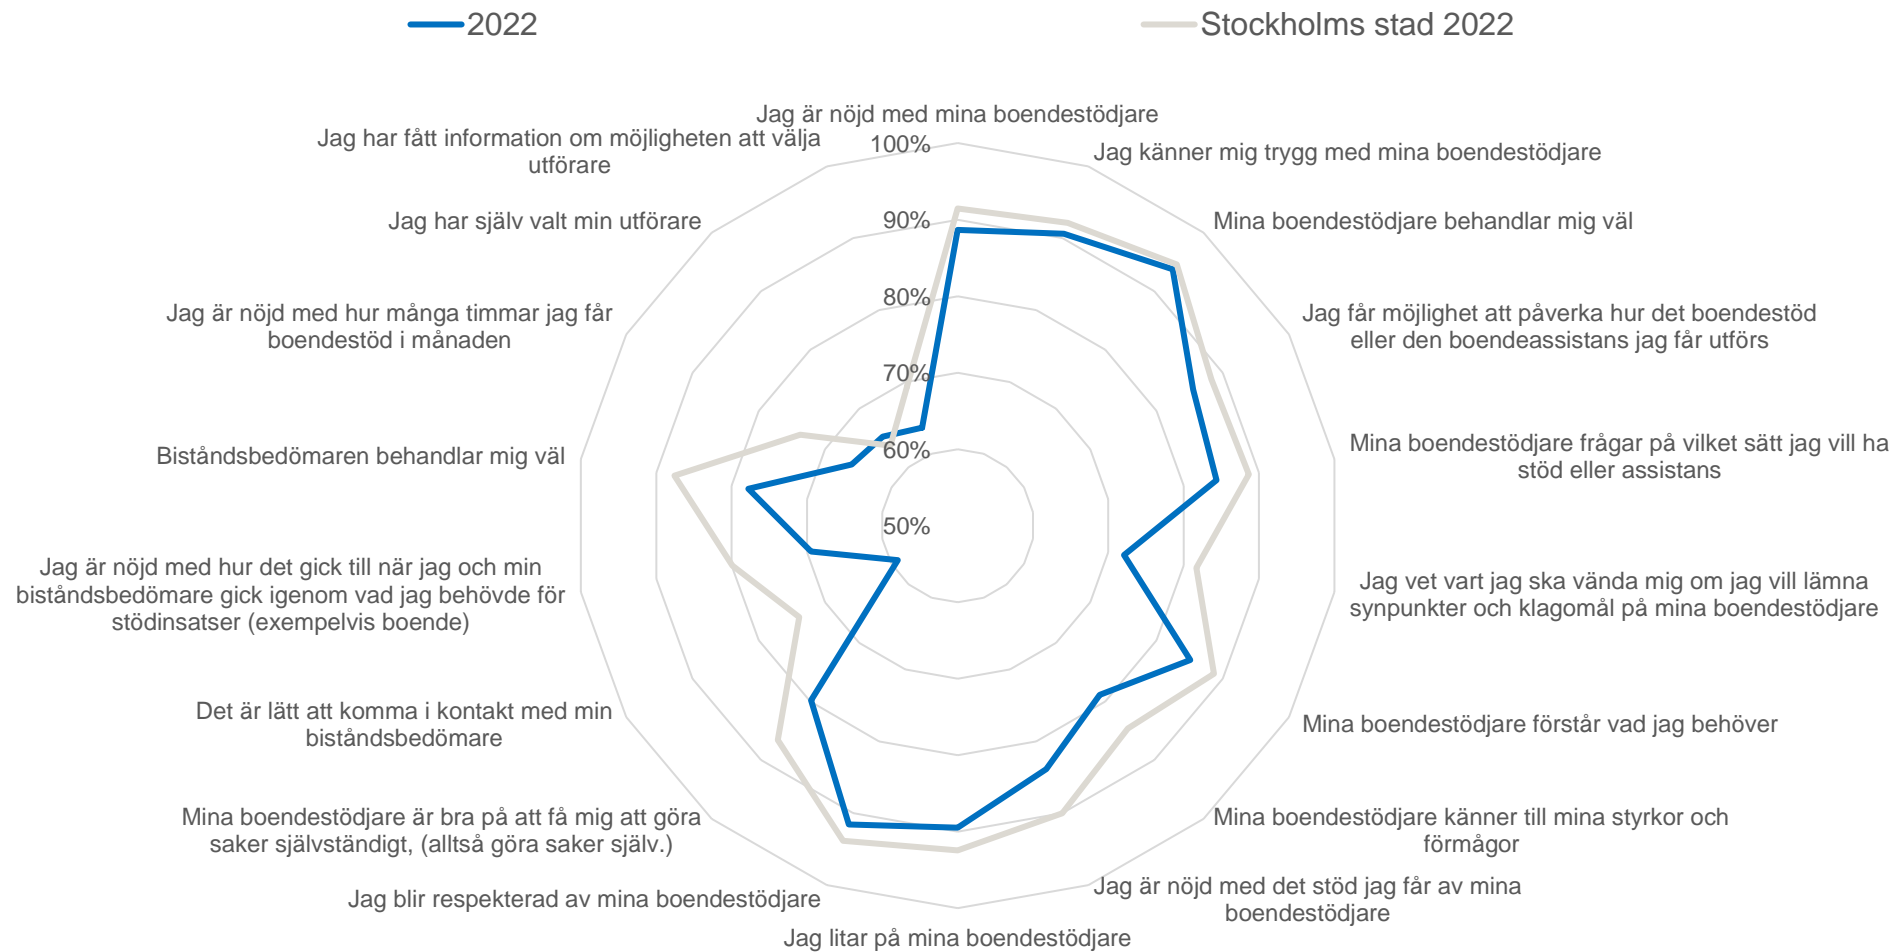 2022
Stockholms stad 2022
Jag är nöjd med mina boendestödjare
Jag känner mig trygg med mina boendestödjare
Mina boendestödjare behandlar mig väl
Jag får möjlighet att påverka hur det boendestöd
eller den boendeassistans jag får utförs
Mina boendestödjare frågar på vilket sätt jag vill ha
stöd eller assistans
Jag vet vart jag ska vända mig om jag vill lämna
synpunkter och klagomål på mina boendestödjare
Mina boendestödjare förstår vad jag behöver
Mina boendestödjare känner till mina styrkor och
förmågor
Jag är nöjd med det stöd jag får av mina
boendestödjare
Jag litar på mina boendestödjare
Jag blir respekterad av mina boendestödjare
Mina boendestödjare är bra på att få mig att göra
saker självständigt, (alltså göra saker själv.)
Det är lätt att komma i kontakt med min
biståndsbedömare
Jag är nöjd med hur det gick till när jag och min
biståndsbedömare gick igenom vad jag behövde för
stödinsatser (exempelvis boende)
Biståndsbedömaren behandlar mig väl
Jag är nöjd med hur många timmar jag får
boendestöd i månaden
Jag har själv valt min utförare
Jag har fått information om möjligheten att välja
utförare
100%
90%
80%
70%
60%
50%